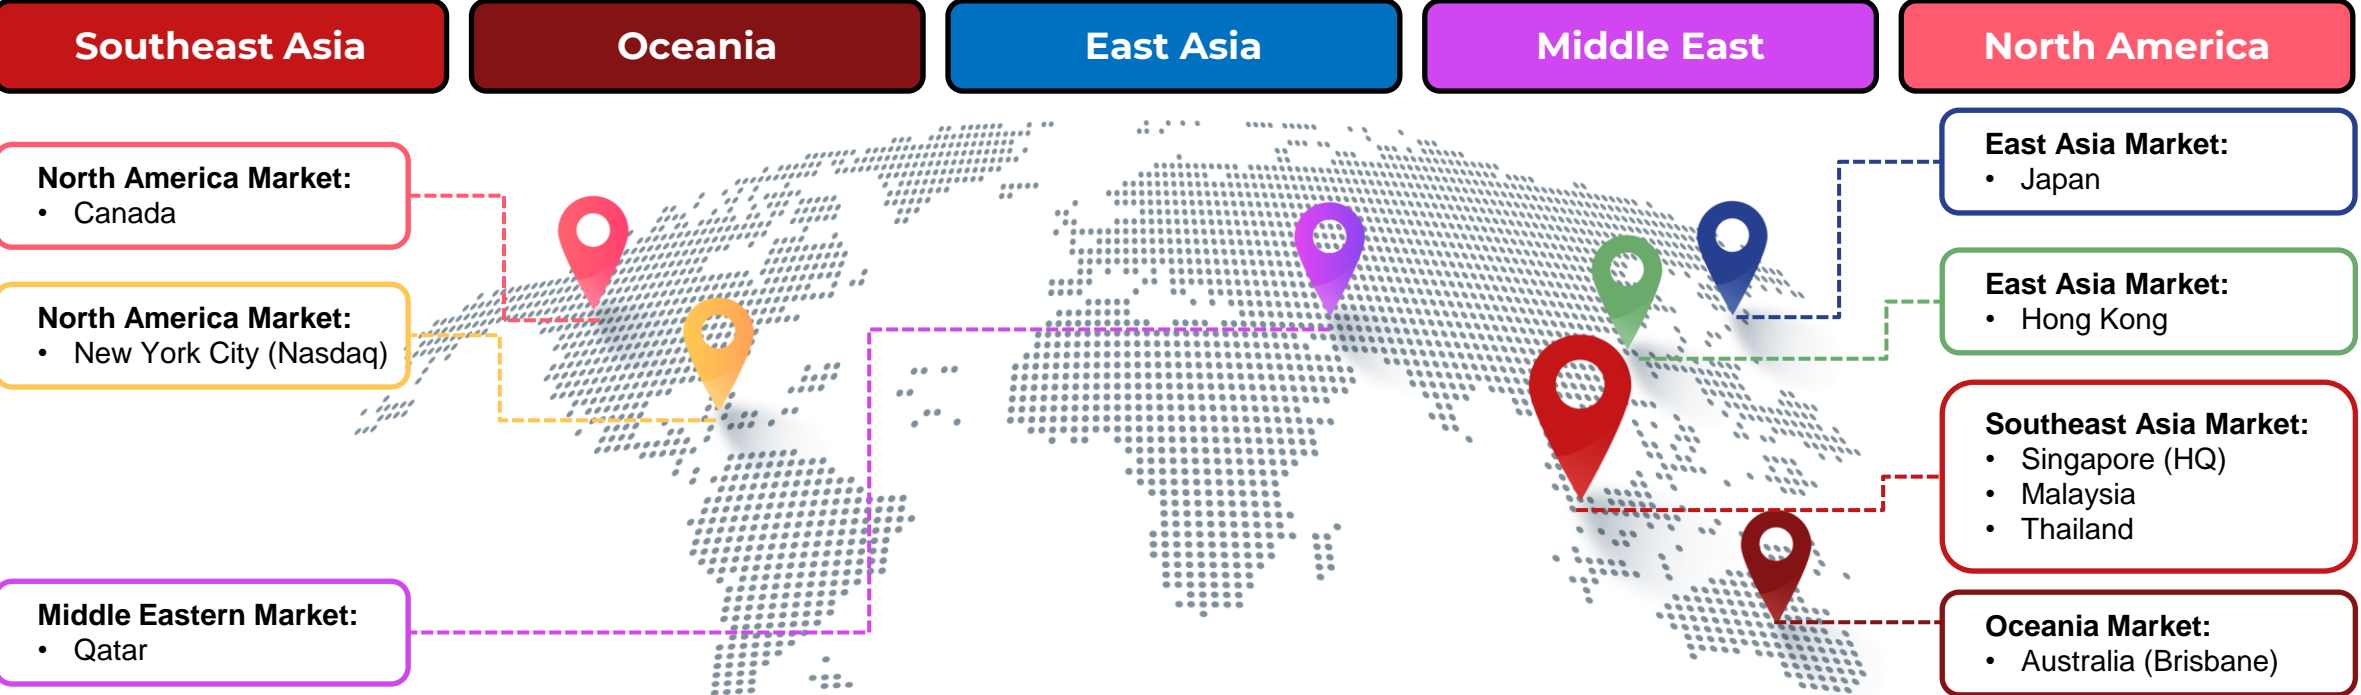 Southeast Asia
Oceania
East Asia
Middle East
North America
North America Market:
• Canada
North America Market:
• New York City (Nasdaq)
Middle Eastern Market:
• Qatar
East Asia Market:
• Japan
East Asia Market:
• Hong Kong
Southeast Asia Market:
• Singapore (HQ)
• Malaysia
• Thailand
Oceania Market:
• Australia (Brisbane)